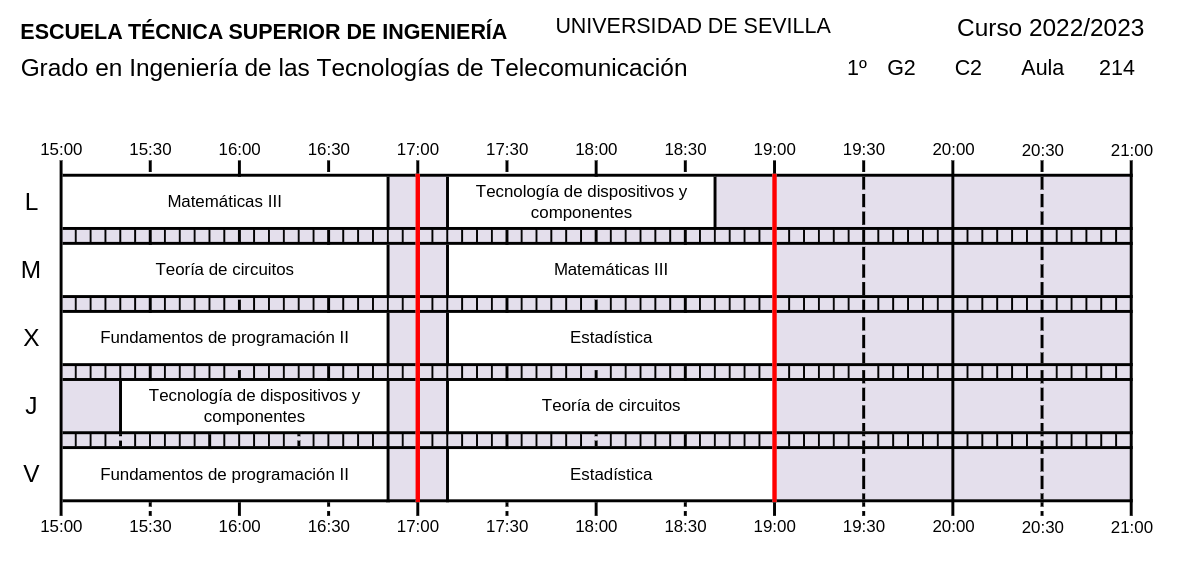 ESCUELA TÉCNICA SUPERIOR DE INGENIERÍA UNIVERSIDAD DE SEVILLA Curso 2022/2023
Grado en Ingeniería de las Tecnologías de Telecomunicación 1º G2 C2 Aula 214
15:00 15:30 16:00 16:30 17:00 17:30 18:00 18:30 19:00 19:30 20:00 20:30 21:00
L Matemáticas III Tecnología de dispositivos y
componentes
M Teoría de circuitos Matemáticas III
X Fundamentos de programación II Estadística
J Tecnología de dispositivos y
componentes Teoría de circuitos
V Fundamentos de programación II Estadística
15:00 15:30 16:00 16:30 17:00 17:30 18:00 18:30 19:00 19:30 20:00 20:30 21:00